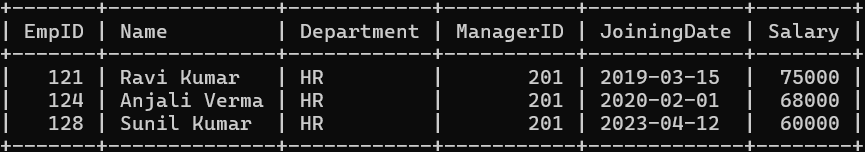 +-------+--------------+------------+-----------+-------------+--------+
| EmpID | Name         | Department | ManagerID | JoiningDate | Salary |
+-------+--------------+------------+-----------+-------------+--------+
|   121 | Ravi Kumar   | HR         |       201 | 2019-03-15  |  75000 |
|   124 | Anjali Verma | HR         |       201 | 2020-02-01  |  68000 |
|   128 | Sunil Kumar  | HR         |       201 | 2023-04-12  |  60000 |
+-------+--------------+------------+-----------+-------------+--------+